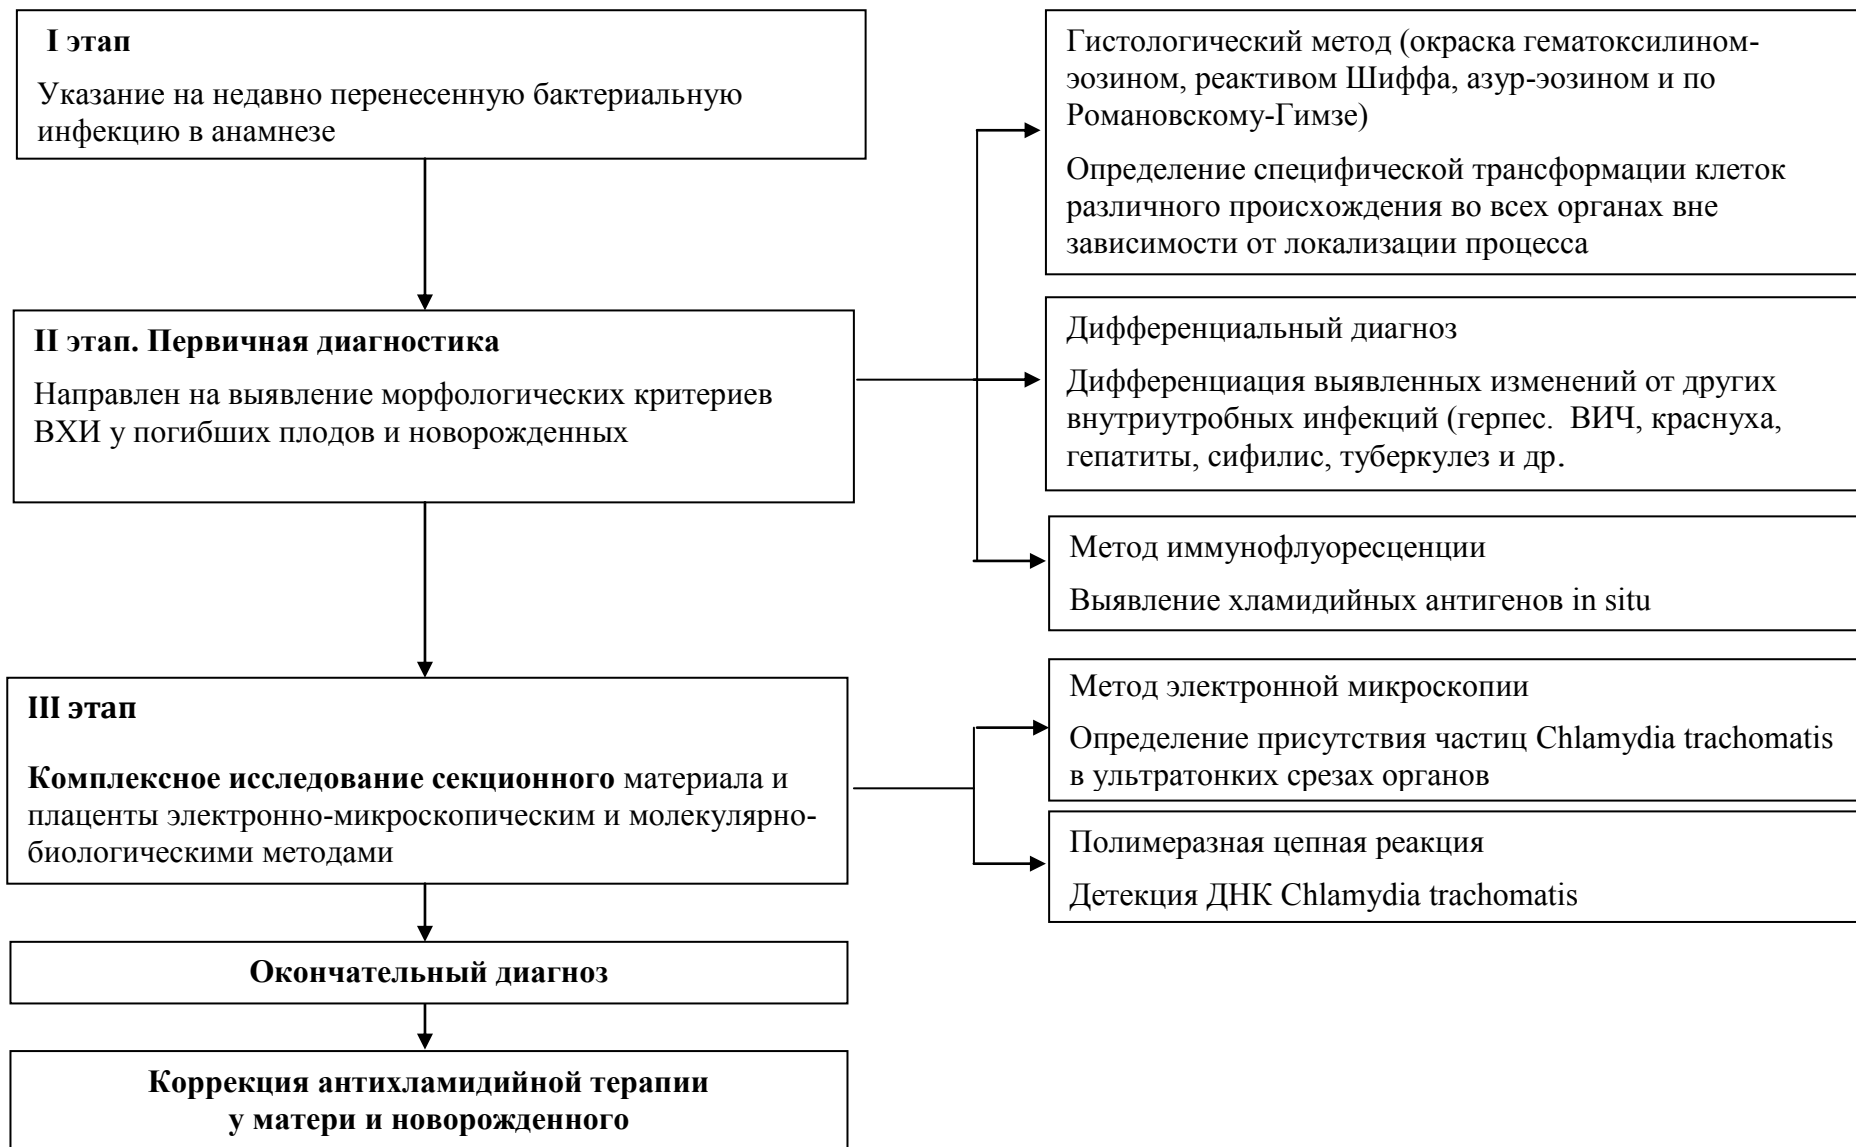 I этап
Указание на недавно перенесенную бактериальную
инфекцию в анамнезе
Гистологический метод (окраска гематоксилином-
эозином, реактивом Шиффа, азур-эозином и по
Романовскому-Гимзе)
Определение специфической трансформации клеток
различного происхождения во всех органах вне
зависимости от локализации процесса
II этап. Первичная диагностика
Направлен на выявление морфологических критериев
ВХИ у погибших плодов и новорожденных
Дифференциальный диагноз
Дифференциация выявленных изменений от других
внутриутробных инфекций (герпес. ВИЧ, краснуха,
гепатиты, сифилис, туберкулез и др.
Метод иммунофлуоресценции
Выявление хламидийных антигенов in situ
III этап
Комплексное исследование секционного материала и
плаценты электронно-микроскопическим и молекулярно-
биологическими методами
Метод электронной микроскопии
Определение присутствия частиц Chlamydia trachomatis
в ультратонких срезах органов
Полимеразная цепная реакция
Детекция ДНК Chlamydia trachomatis
Окончательный диагноз
Коррекция антихламидийной терапии
у матери и новорожденного